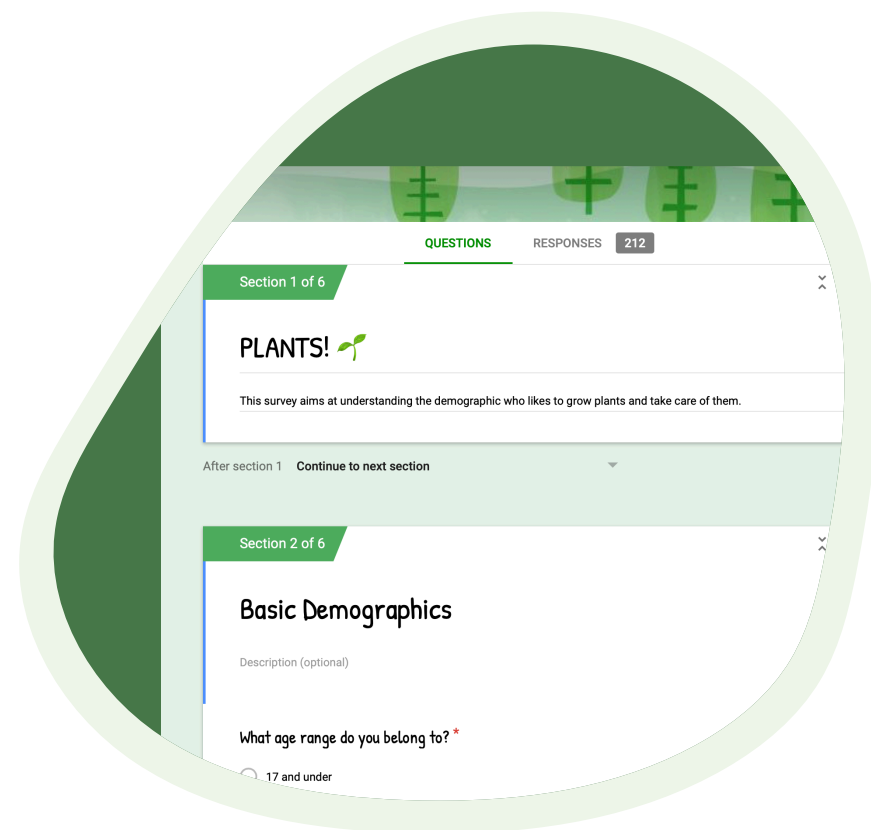 QUESTIONS RESPONSES 212
Section 1 of 6
PLANTS! 🌱
This survey aims at understanding the demographic who likes to grow plants and take care of them.
After section 1 Continue to next section
Section 2 of 6
Basic Demographics
Description (optional)
What age range do you belong to? *
17 and under